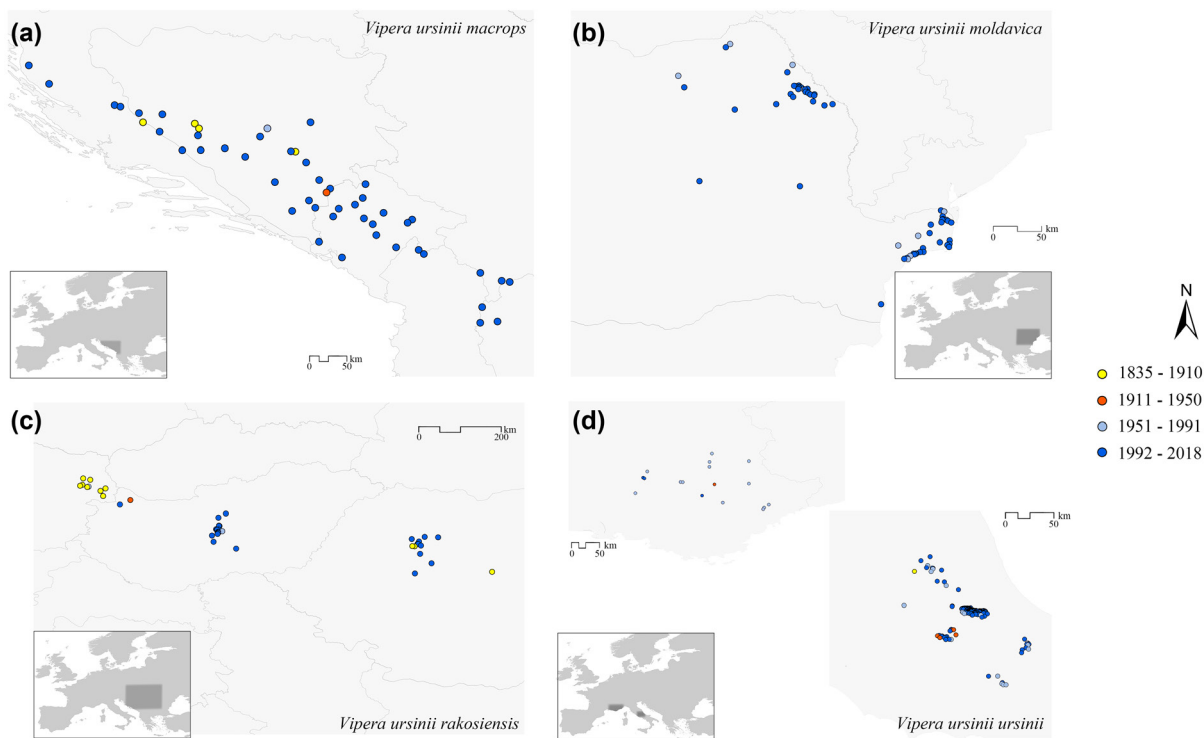 (a)
Vipera ursinii macrops
0 50 km
(b)
Vipera ursinii moldavica
km
0 50
N
1835 - 1910
1911 - 1950
1951 - 1991
1992 - 2018
(c)
km
0 200
Vipera ursinii rakosiensis
(d)
km
0 50
km
0 50
Vipera ursinii ursinii